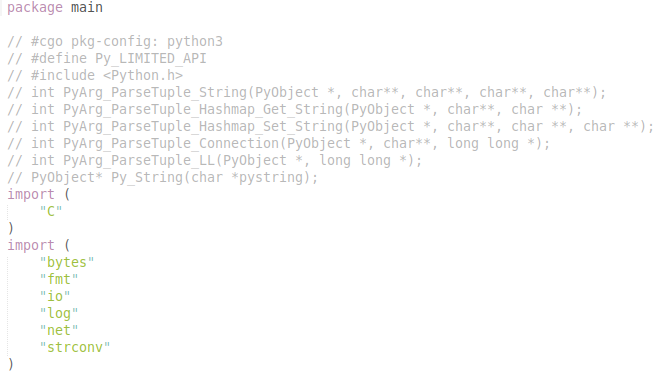 package main
// #cgo pkg-config: python3
// #define Py_LIMITED_API
// #include <Python.h>
// int PyArg_ParseTuple_String(PyObject *, char**, char**, char**, char**);
// int PyArg_ParseTuple_Hashmap_Get_String(PyObject *, char**, char **);
// int PyArg_ParseTuple_Hashmap_Set_String(PyObject *, char**, char **, char **);
// int PyArg_ParseTuple_Connection(PyObject *, char**, long long *);
// int PyArg_ParseTuple_LL(PyObject *, long long *);
// PyObject* Py_String(char *pystring);
import (
    "C"
)
import (
    "bytes"
    "fmt"
    "io"
    "log"
    "net"
    "strconv"
)